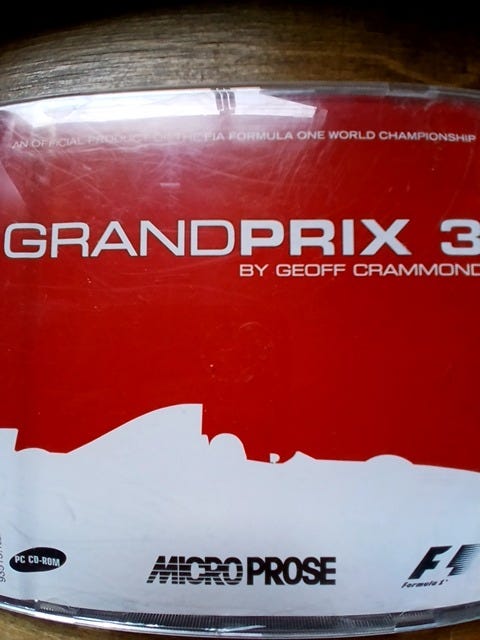 AN OFFICIAL PRODUCT OF THE FIA FORMULA ONE WORLD CHAMPIONSHIP
GRANDPRIX 3
BY GEOFF CRAMMOND
PC CD-ROM
MICROPROSE
F1
Formula 1